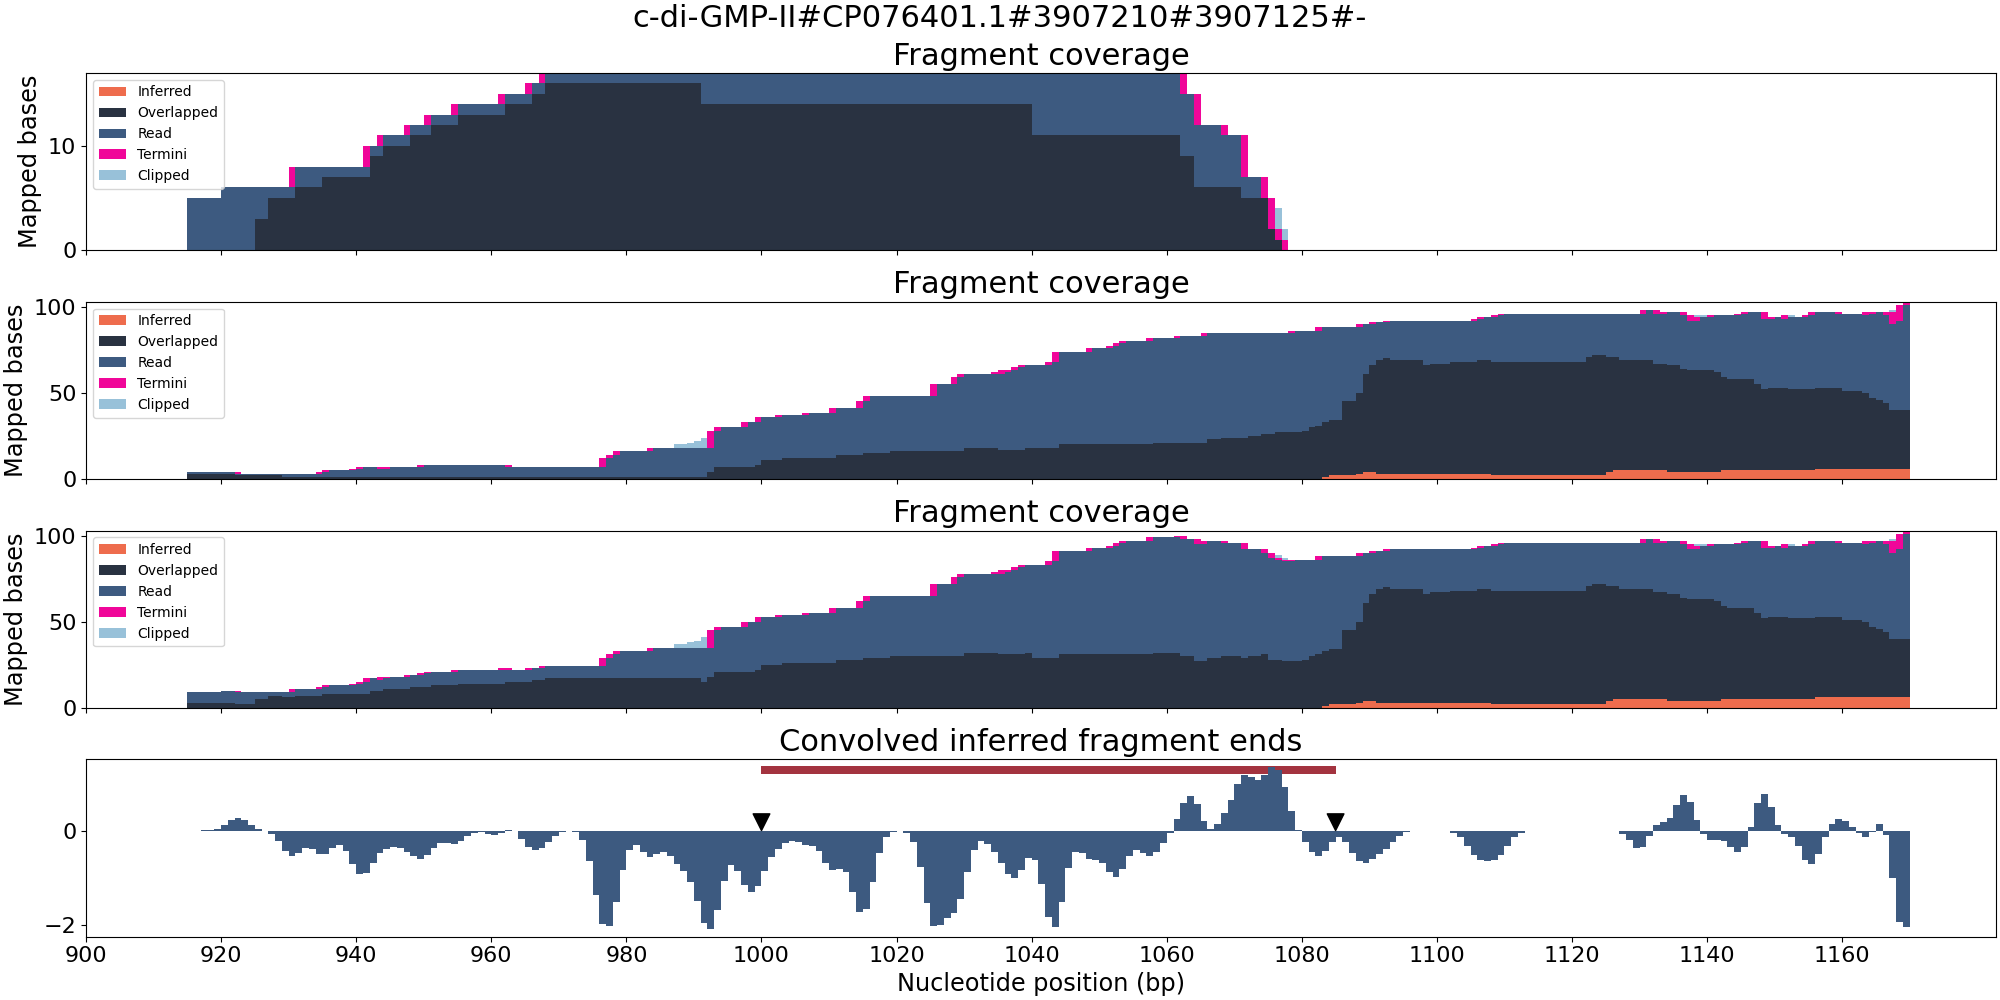 c-di-GMP-II#CP076401.1#3907210#3907125#-
Fragment coverage
Mapped bases
10
0
Inferred
Overlapped
Read
Termini
Clipped
Fragment coverage
Mapped bases
100
50
0
Inferred
Overlapped
Read
Termini
Clipped
Fragment coverage
Mapped bases
100
50
0
Inferred
Overlapped
Read
Termini
Clipped
Convolved inferred fragment ends
0
−2
900 920 940 960 980 1000 1020 1040 1060 1080 1100 1120 1140 1160
Nucleotide position (bp)